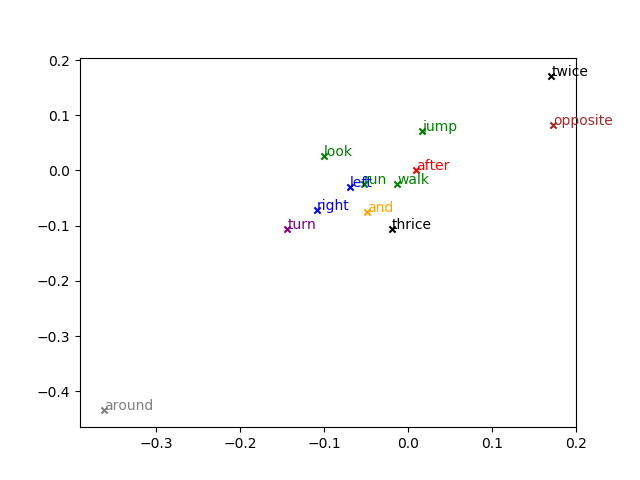 0.2
twice
0.1
opposite
jump
after
0.0
look
left
run
walk
right
and
−0.1
turn
thrice
−0.2
−0.3
−0.4
around
−0.3 −0.2 −0.1 0.0 0.1 0.2